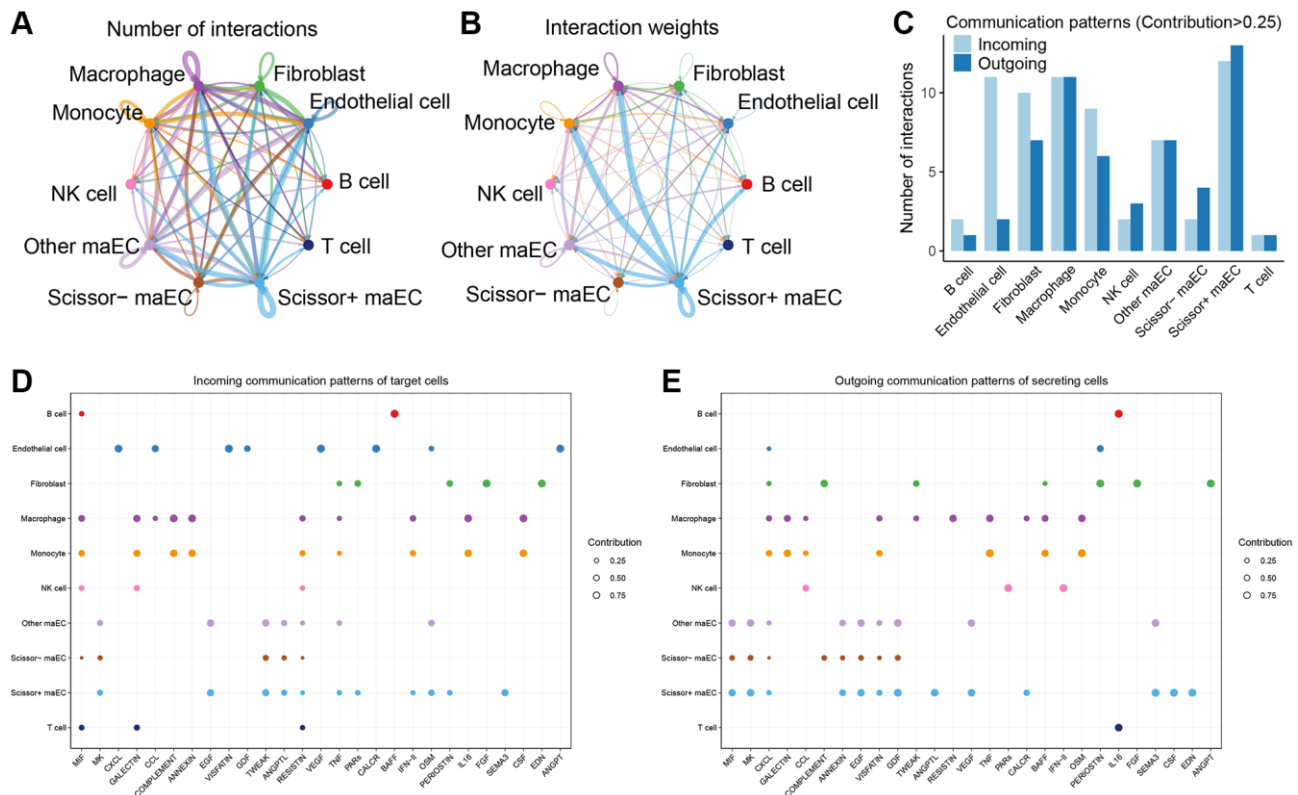 A
Number of interactions
Macrophage
Fibroblast
Monocyte
Endothelial cell
NK cell
B cell
Other maEC
T cell
Scissor− maEC
Scissor+ maEC
B
Interaction weights
Macrophage
Fibroblast
Monocyte
Endothelial cell
NK cell
B cell
Other maEC
T cell
Scissor− maEC
Scissor+ maEC
C
Communication patterns (Contribution>0.25)
Incoming
Outgoing
Number of interactions
10
5
0
B cell
Endothelial cell
Fibroblast
Macrophage
Monocyte
NK cell
Other maEC
Scissor− maEC
Scissor+ maEC
T cell
D
Incoming communication patterns of target cells
B cell
Endothelial cell
Fibroblast
Macrophage
Monocyte
NK cell
Other maEC
Scissor− maEC
Scissor+ maEC
T cell
MIF
MK
CXCL
GALECTIN
CCL
COMPLEMENT
ANNEXIN
EGF
VISFATIN
GDF
TWEAK
ANGPTL
RESISTIN
VEGF
TNF
PARs
CALCR
BAFF
IFN−II
OSM
PERIOSTIN
IL16
FGF
SEMA3
CSF
EDN
ANGPT
Contribution
0.25
0.50
0.75
E
Outgoing communication patterns of secreting cells
B cell
Endothelial cell
Fibroblast
Macrophage
Monocyte
NK cell
Other maEC
Scissor− maEC
Scissor+ maEC
T cell
MIF
MK
CXCL
GALECTIN
CCL
COMPLEMENT
ANNEXIN
EGF
VISFATIN
GDF
TWEAK
ANGPTL
RESISTIN
VEGF
TNF
PARs
CALCR
BAFF
IFN−II
OSM
PERIOSTIN
IL16
FGF
SEMA3
CSF
EDN
ANGPT
Contribution
0.25
0.50
0.75